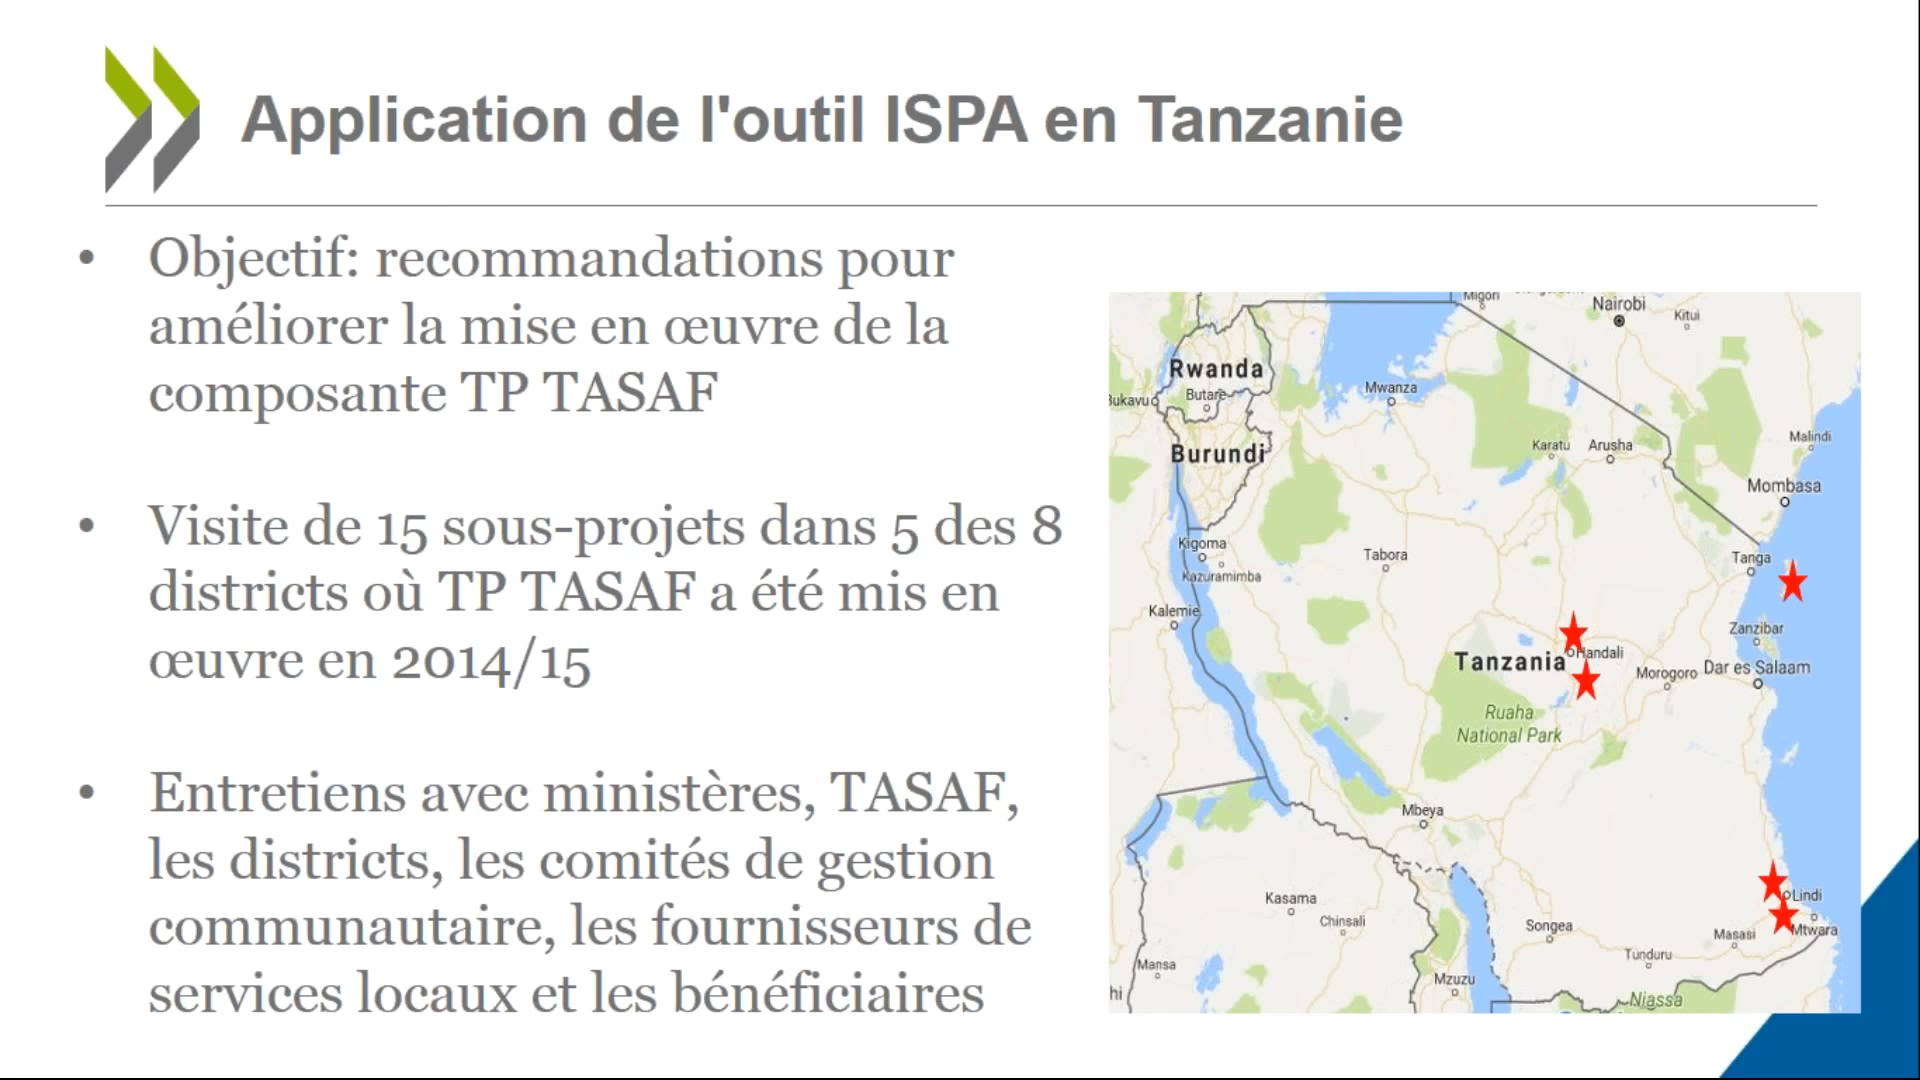 Application de l'outil ISPA en Tanzanie
• Objectif: recommandations pour
améliorer la mise en œuvre de la
composante TP TASAF
• Visite de 15 sous-projets dans 5 des 8
districts où TP TASAF a été mis en
œuvre en 2014/15
• Entretiens avec ministères, TASAF,
les districts, les comités de gestion
communautaire, les fournisseurs de
services locaux et les bénéficiaires
Migori
Nairobi
Kitui
Rwanda
Butare
Bukavu
Mwanza
Burundi
Karatu
Arusha
Malindi
Mombasa
Kigoma
Kazuramimba
Tabora
Tanga
Kalemie
Zanzibar
Handali
Tanzania
Morogoro
Dar es Salaam
Ruaha
National Park
Mbeya
Kasama
Chinsali
Songea
Lindi
Mtwara
Masasi
Tunduru
Mansa
Mzuzu
hi
Niassa